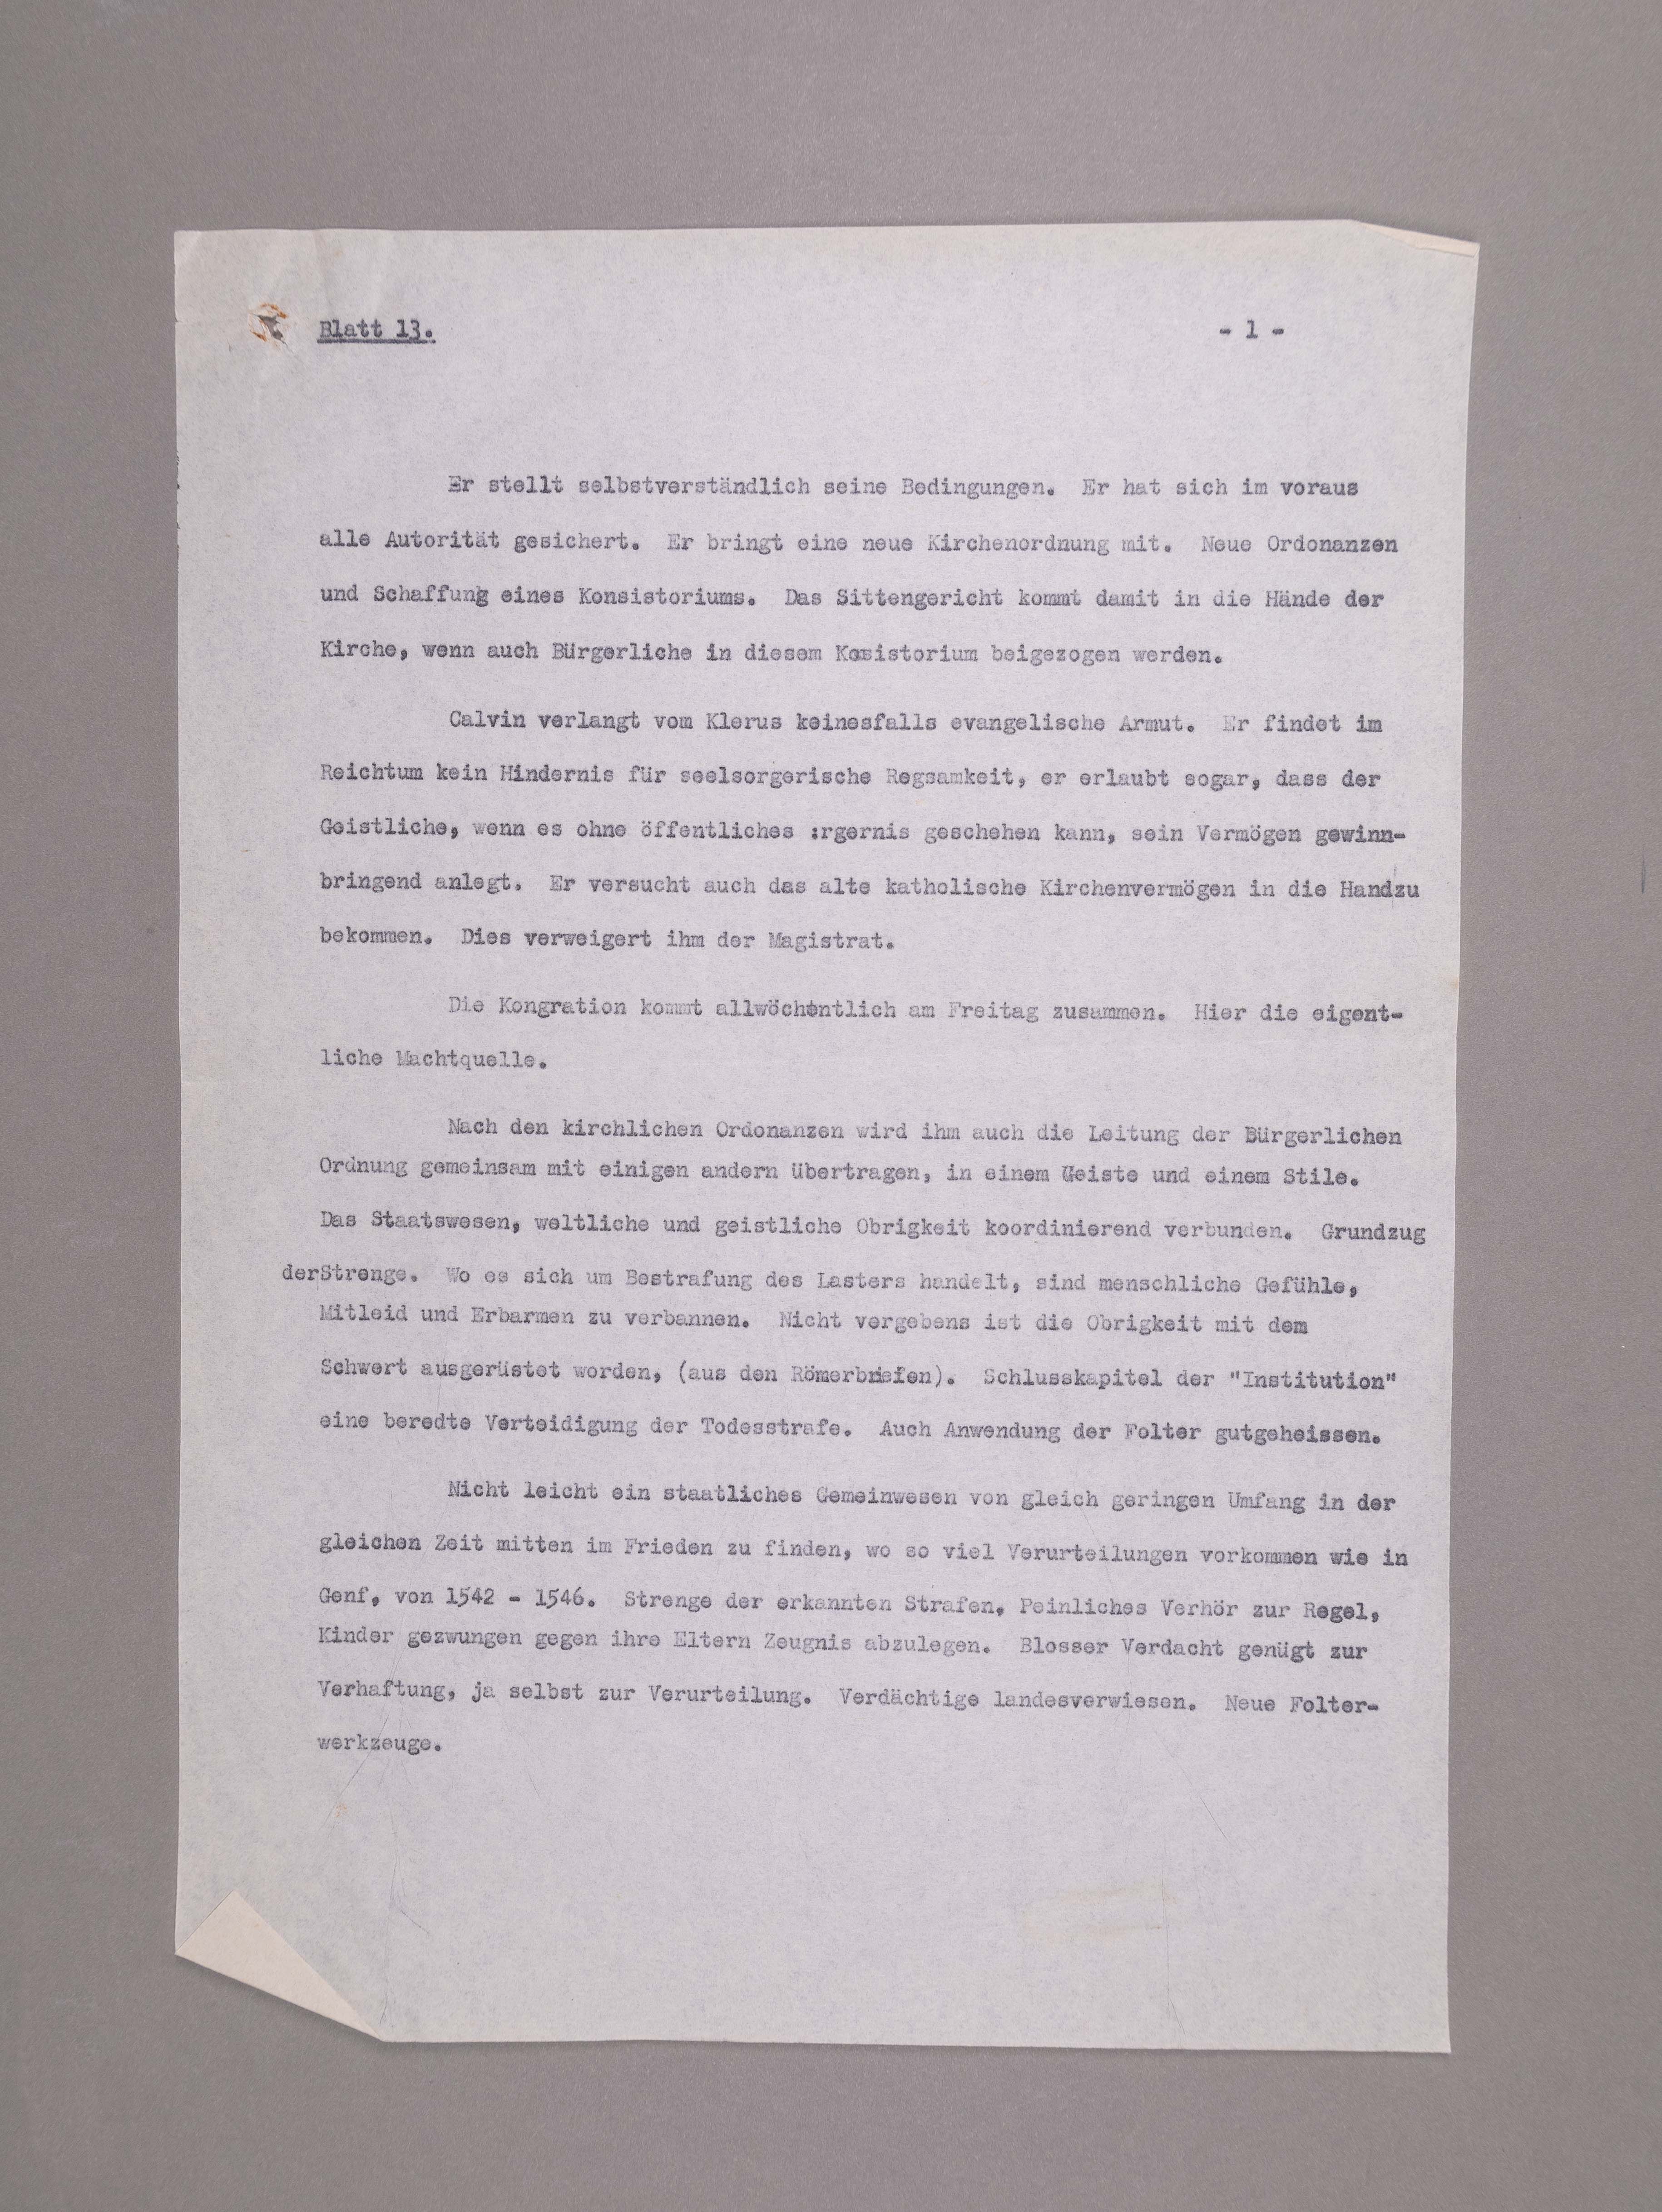 Blatt 13.
- 1 -
Er stellt selbstverständlich seine Bedingungen. Er hat sich im voraus
alle Autorität gesichert. Er bringt eine neue Kirchenordnung mit. Neue Ordonanzen
und Schaffung eines Konsistoriums. Das Sittengericht kommt damit in die Hände der
Kirche, wenn auch Bürgerliche in diesem Kosistorium beigezogen werden.
Calvin verlangt vom Klerus keinesfalls evangelische Armut. Er findet im
Reichtum kein Hindernis für seelsorgerische Regsamkeit, er erlaubt sogar, dass der
Geistliche, wenn es ohne öffentliches :rgernis geschehen kann, sein Vermögen gewinn-
bringend anlegt. Er versucht auch das alte katholische Kirchenvermögen in die Handzu
bekommen. Dies verweigert ihm der Magistrat.
Die Kongration kommt allwöchentlich am Freitag zusammen. Hier die eigent-
liche Machtquelle.
Nach den kirchlichen Ordonanzen wird ihm auch die Leitung der Bürgerlichen
Ordnung gemeinsam mit einigen andern übertragen, in einem Geiste und einem Stile.
Das Staatswesen, weltliche und geistliche Obrigkeit koordinierend verbunden. Grundzug
derStrenge. Wo es sich um Bestrafung des Lasters handelt, sind menschliche Gefühle,
Mitleid und Erbarmen zu verbannen. Nicht vergebens ist die Obrigkeit mit dem
Schwert ausgerüstet worden, (aus den Römerbriefen). Schlusskapitel der "Institution"
eine beredte Verteidigung der Todesstrafe. Auch Anwendung der Folter gutgeheissen.
Nicht leicht ein staatliches Gemeinwesen von gleich geringen Umfang in der
gleichen Zeit mitten im Frieden zu finden, wo so viel Verurteilungen vorkommen wie in
Genf, von 1542 - 1546. Strenge der erkannten Strafen. Peinliches Verhör zur Regel,
Kinder gezwungen gegen ihre Eltern Zeugnis abzulegen. Blosser Verdacht genügt zur
Verhaftung, ja selbst zur Verurteilung. Verdächtige landesverwiesen. Neue Folter-
werkzeuge.